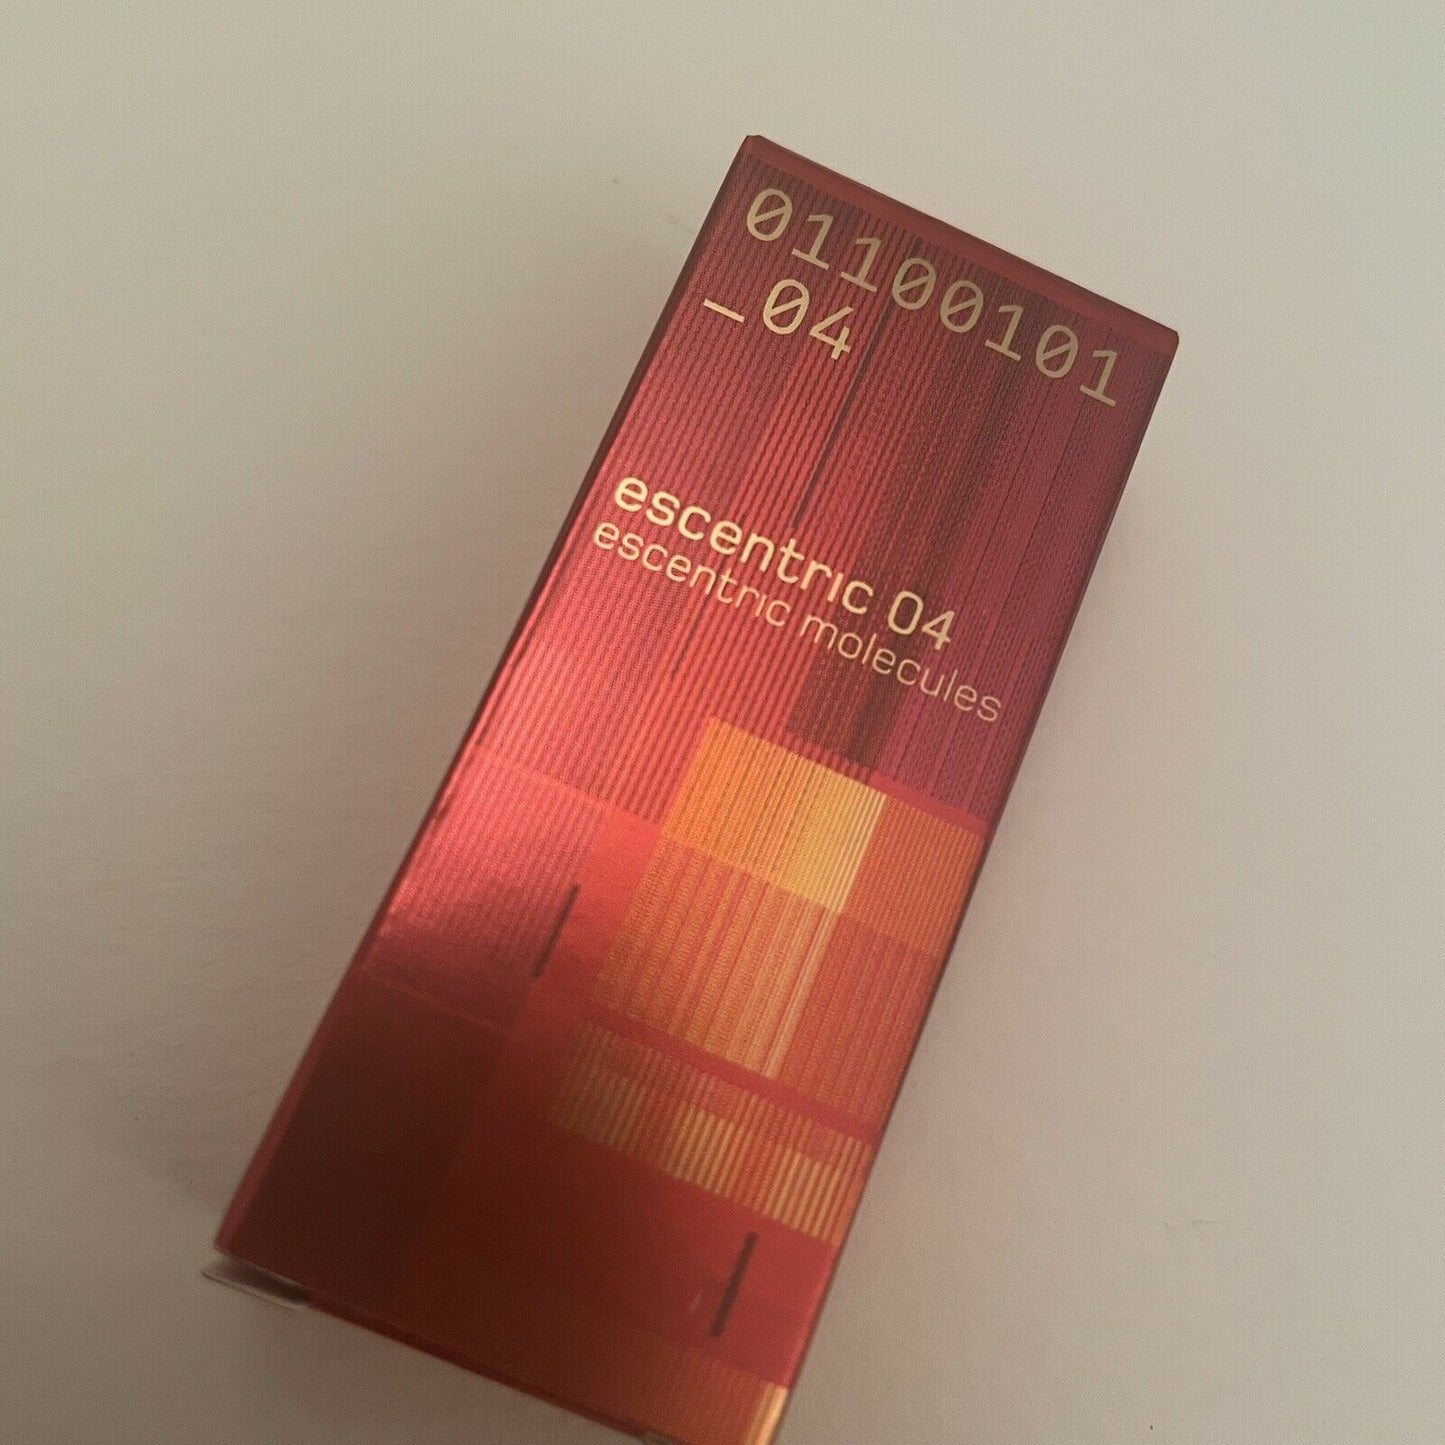 01100101
_04
escentric 04
escentric molecules